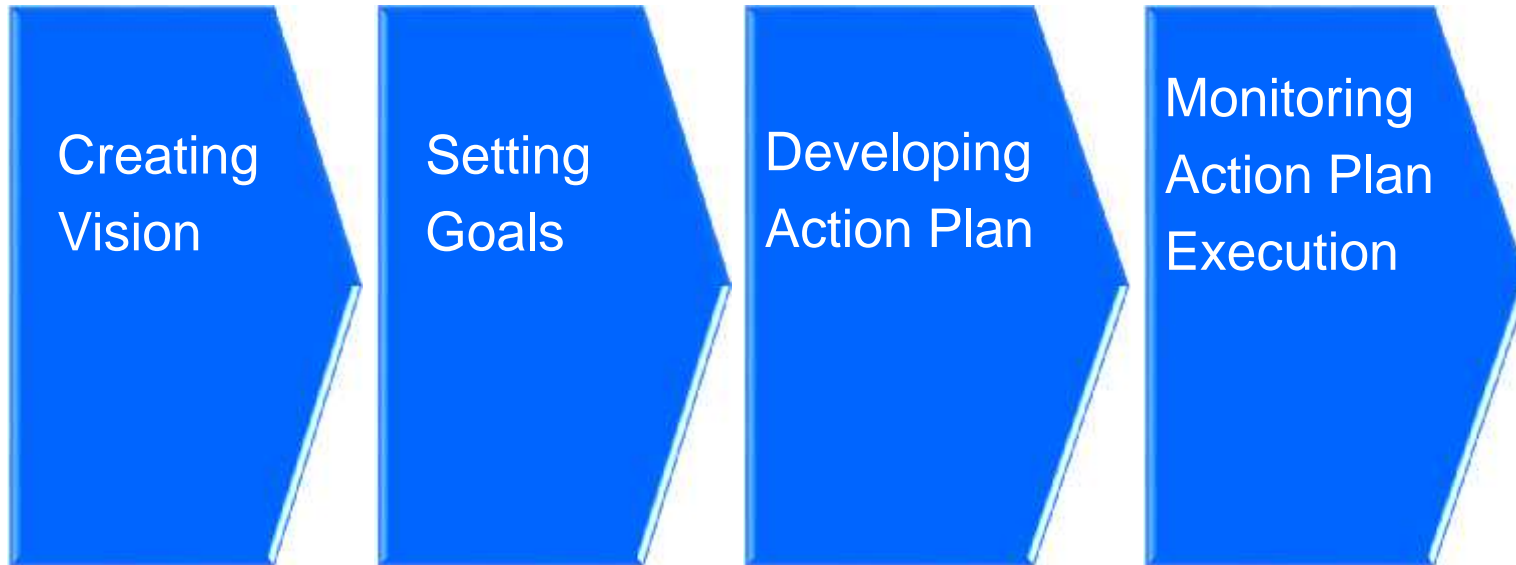 Creating
Vision
Setting
Goals
Developing
Action Plan
Monitoring
Action Plan
Execution